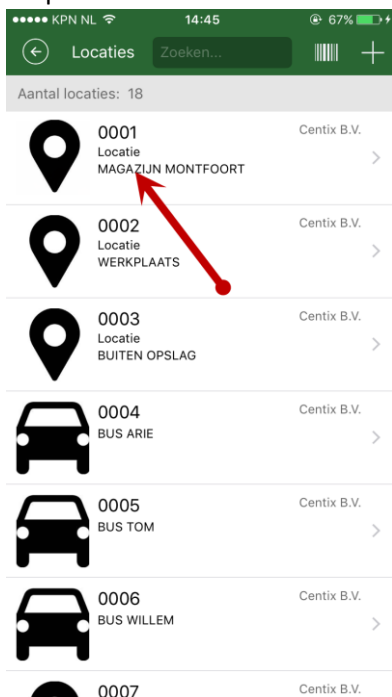 KPN NL 14:45 67%
Locaties Zoeken...
Aantal locaties: 18
0001 Centix B.V.
Locatie
MAGAZIJN MONTFOORT
0002 Centix B.V.
Locatie
WERKPLAATS
0003 Centix B.V.
Locatie
BUITEN OPSLAG
0004 Centix B.V.
BUS ARIE
0005 Centix B.V.
BUS TOM
0006 Centix B.V.
BUS WILLEM
0007 Centix B.V.